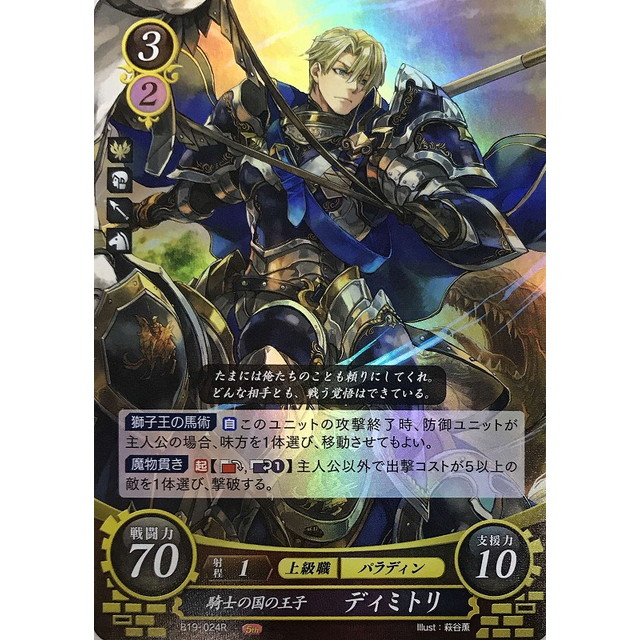 3
2
たまには俺たちのことも頼りにしてくれ。
どんな相手とも、戦う覚悟はできている。
獅子王の馬術 自 このユニットの攻撃終了時、防御ユニットが
主人公の場合、味方を1体選び、移動させてもよい。
魔物貫き 起【 , 1】主人公以外で出撃コストが5以上の
敵を1体選び、撃破する。
戦闘力
70
射程 1 上級職 パラディン
支援力
10
騎士の国の王子 ディミトリ
B19-024R 5th Illust：萩谷薫